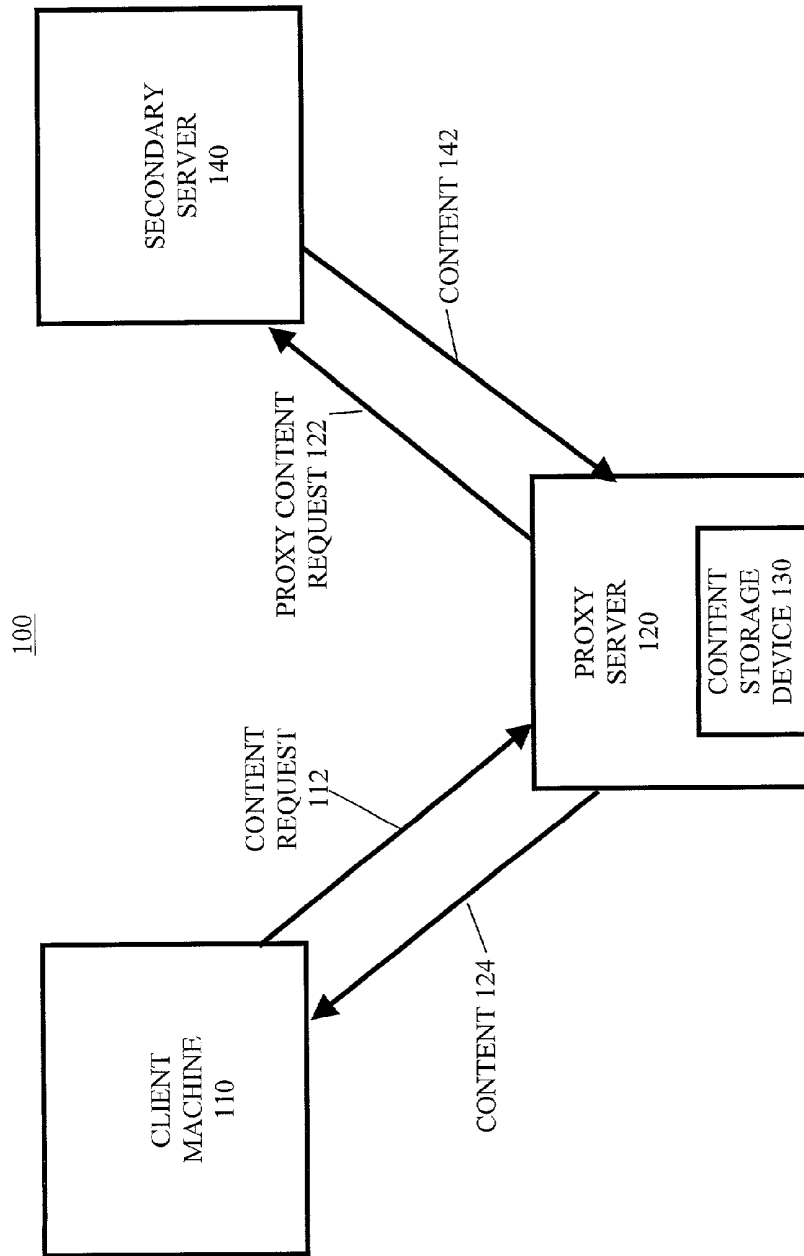 100
CLIENT
MACHINE
110
CONTENT
REQUEST
112
CONTENT 124
PROXY
SERVER
120
CONTENT
STORAGE
DEVICE 130
PROXY CONTENT
REQUEST 122
CONTENT 142
SECONDARY
SERVER
140